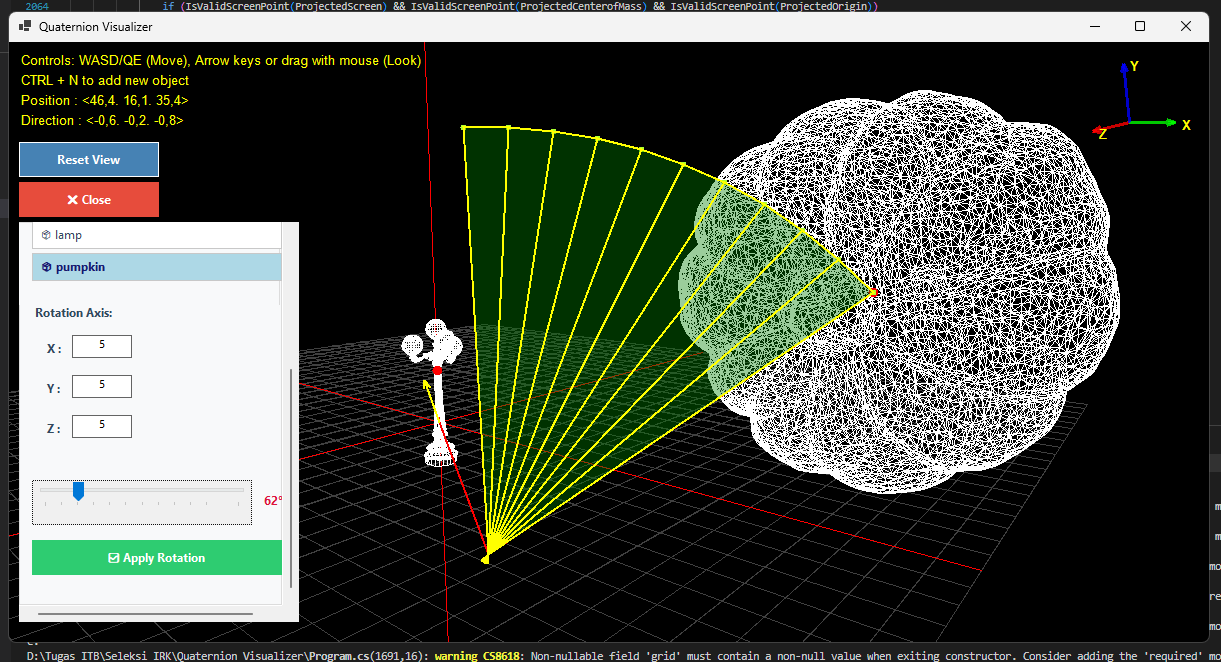 2064 if (IsValidScreenPoint(ProjectedScreen) && IsValidScreenPoint(ProjectedCenterofMass) && IsValidScreenPoint(ProjectedOrigin))
Quaternion Visualizer
Controls: WASD/QE (Move), Arrow keys or drag with mouse (Look)
CTRL + N to add new object
Position : <46,4. 16,1. 35,4>
Direction : <-0,6. -0,2. -0,8>
Y
X
Z
Reset View
Close
lamp
pumpkin
Rotation Axis:
X: 5
Y: 5
Z: 5
62°
Apply Rotation
D:\Tugas ITB\Seleksi IRK\Quaternion Visualizer\Program.cs(1691,16): warning CS8618: Non-nullable field 'grid' must contain a non-null value when exiting constructor. Consider adding the 'required' mo